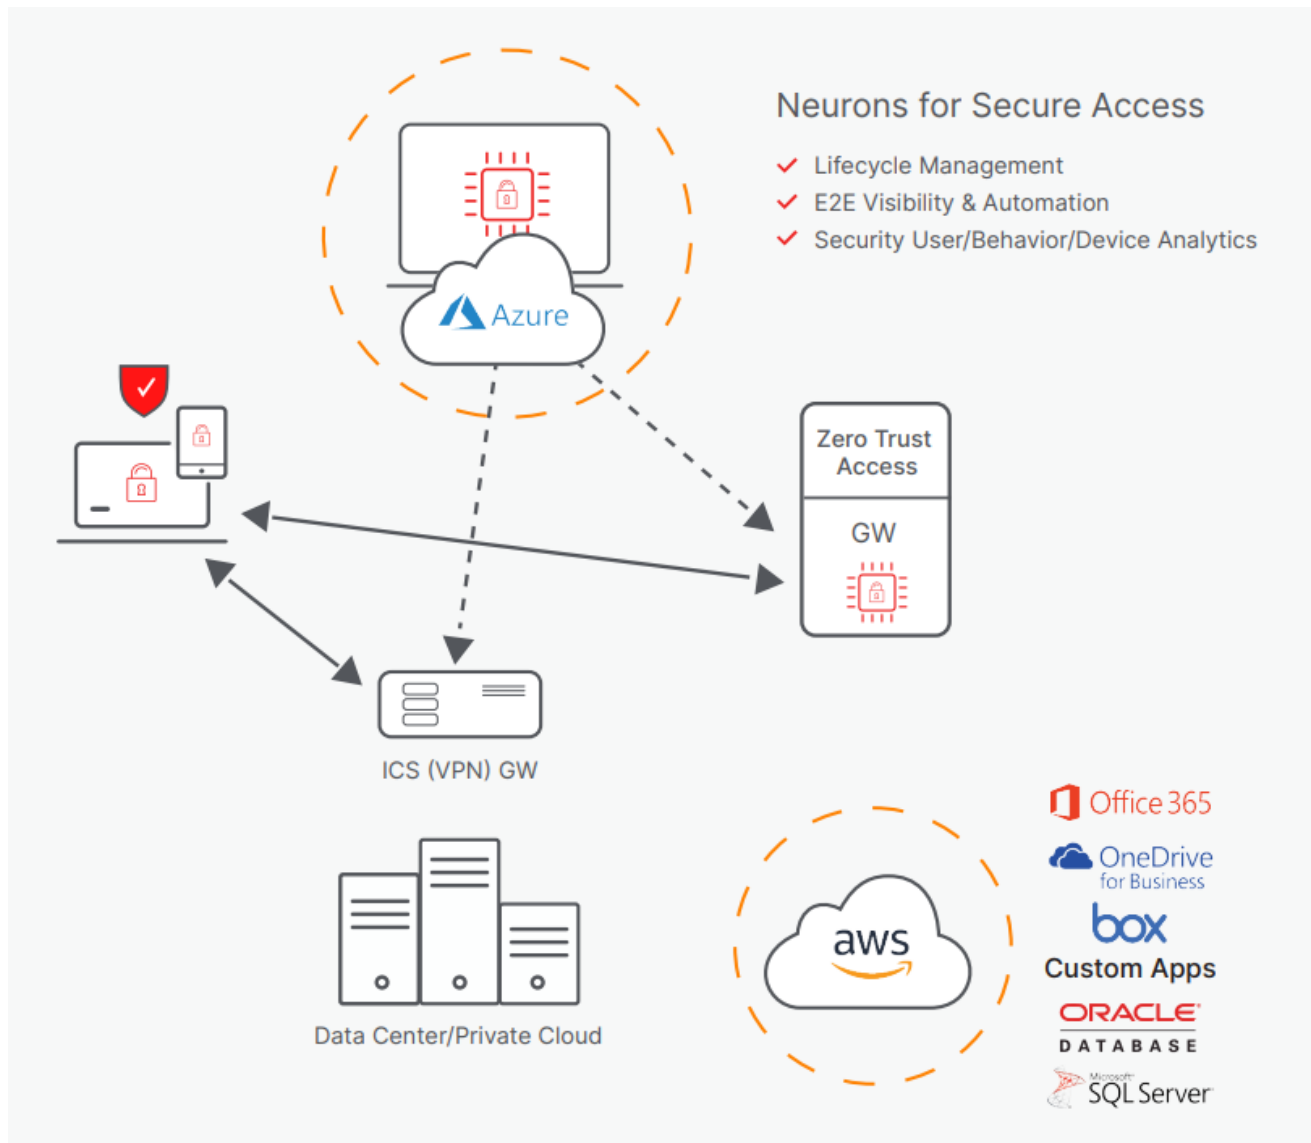 Neurons for Secure Access
Lifecycle Management
E2E Visibility & Automation
Security User/Behavior/Device Analytics
Azure
Zero Trust
Access
GW
ICS (VPN) GW
Data Center/Private Cloud
aws
Office 365
OneDrive
for Business
box
Custom Apps
ORACLE
DATABASE
Microsoft
SQL Server